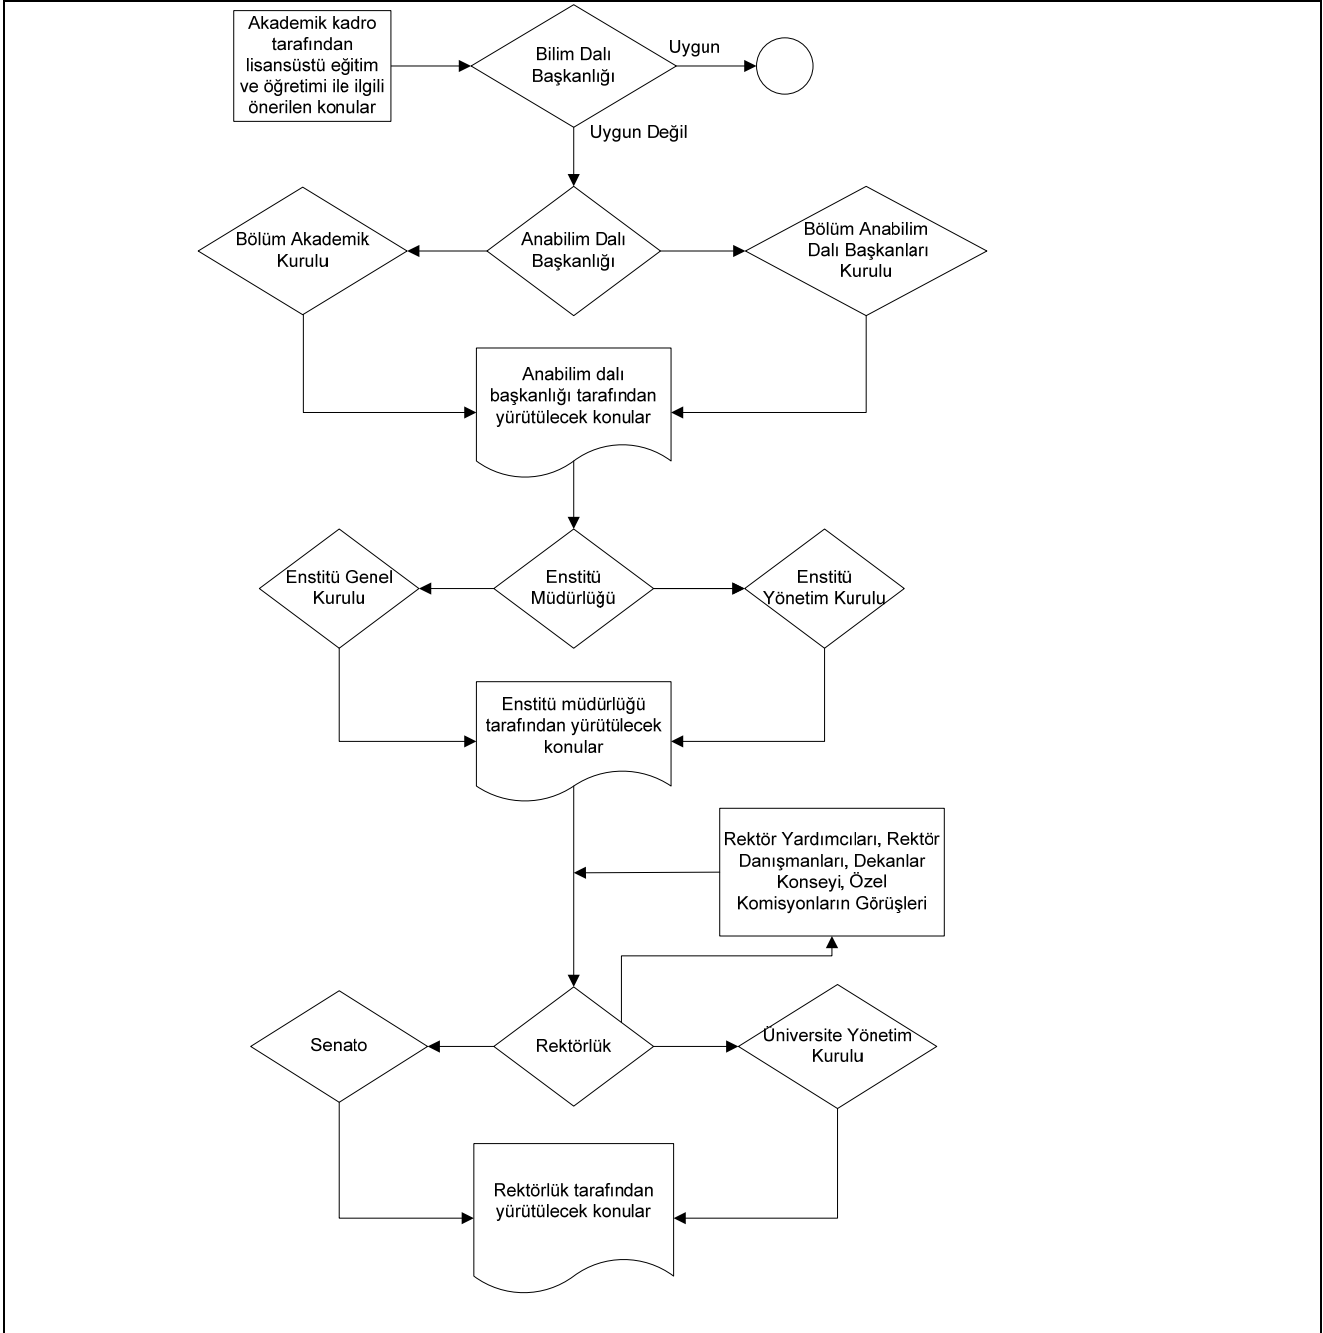 Akademik kadro
tarafından
lisansüstü eğitim
ve öğretimi ile ilgili
önerilen konular
Bilim Dalı
Başkanlığı
Uygun
Uygun Değil
Bölüm Akademik
Kurulu
Anabilim Dalı
Başkanlığı
Bölüm Anabilim
Dalı Başkanları
Kurulu
Anabilim dalı
başkanlığı tarafından
yürütülecek konular
Enstitü Genel
Kurulu
Enstitü
Müdürlüğü
Enstitü
Yönetim Kurulu
Enstitü müdürlüğü
tarafından yürütülecek
konular
Rektör Yardımcıları, Rektör
Danışmanları, Dekanlar
Konseyi, Özel
Komisyonların Görüşleri
Senato
Rektörlük
Üniversite Yönetim
Kurulu
Rektörlük tarafından
yürütülecek konular